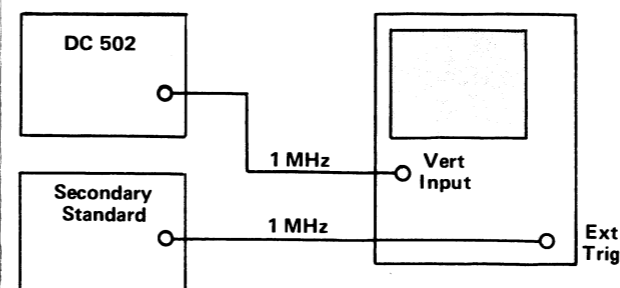 DC 502
1 MHz
Vert
Input
Secondary
Standard
1 MHz
Ext
Trig